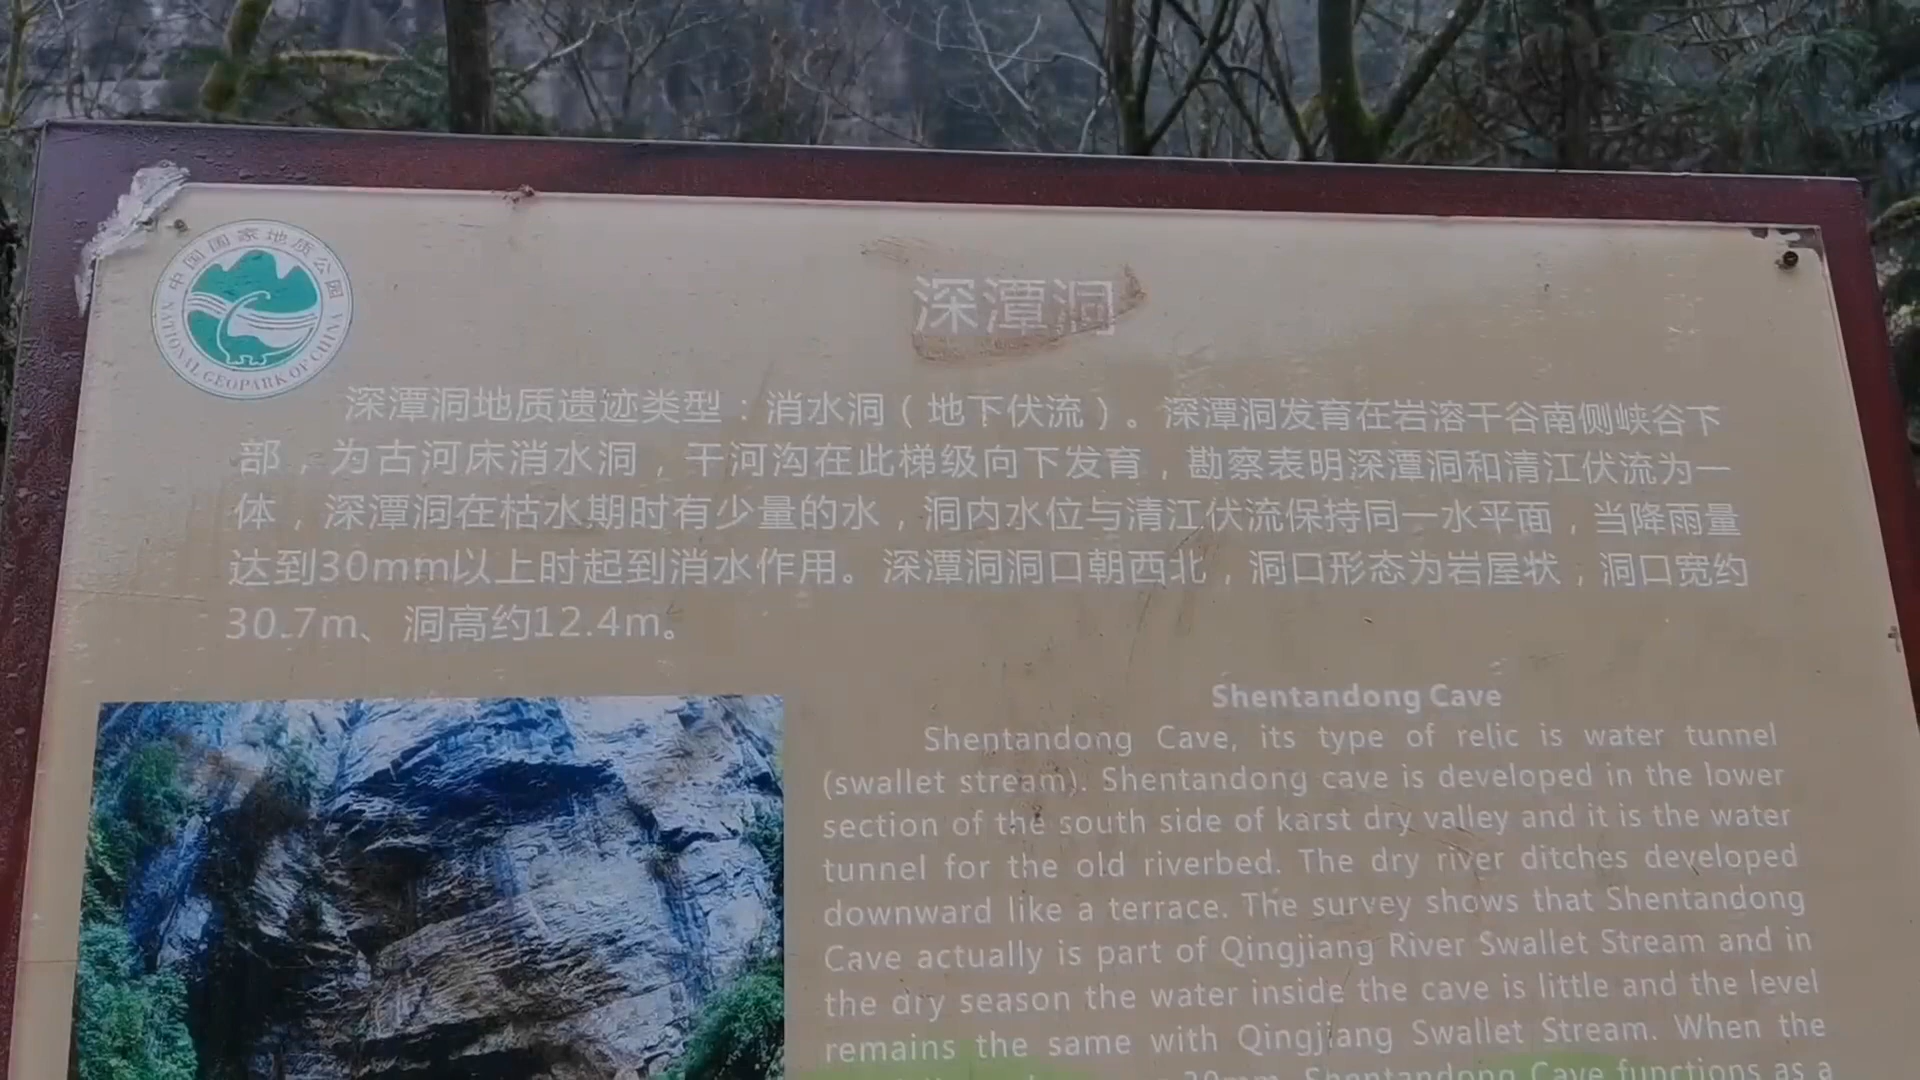 中国国家地质公园
NATIONAL GEOPARK OF CHINA
深潭洞
深潭洞地质遗迹类型：消水洞（地下伏流）。深潭洞发育在岩溶干谷南侧峡谷下
部，为古河床消水洞，干河沟在此梯级向下发育，勘察表明深潭洞和清江伏流为一
体，深潭洞在枯水期时有少量的水，洞内水位与清江伏流保持同一水平面，当降雨量
达到30mm以上时起到消水作用。深潭洞洞口朝西北，洞口形态为岩屋状，洞口宽约
30.7m、洞高约12.4m。
Shentandong Cave
Shentandong Cave, its type of relic is water tunnel
(swallet stream). Shentandong cave is developed in the lower
section of the south side of karst dry valley and it is the water
tunnel for the old riverbed. The dry river ditches developed
downward like a terrace. The survey shows that Shentandong
Cave actually is part of Qingjiang River Swallet Stream and in
the dry season the water inside the cave is little and the level
remains the same with Qingjiang Swallet Stream. When the
30mm, Shentandong Cave functions as a